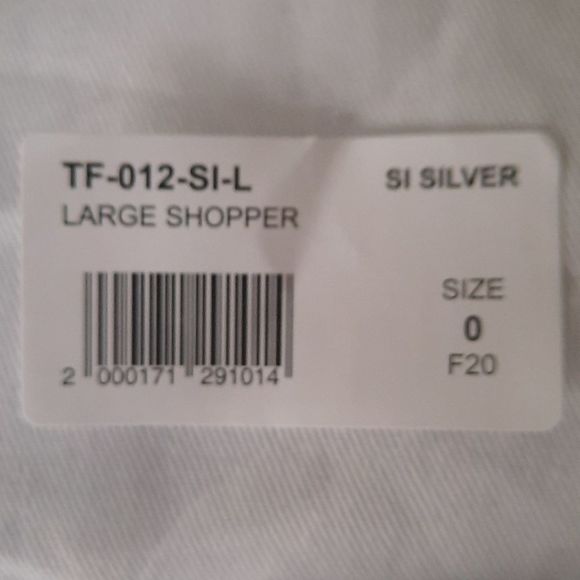 TF-012-SI-L
SI SILVER
LARGE SHOPPER
SIZE
0
F20
2 000171 291014